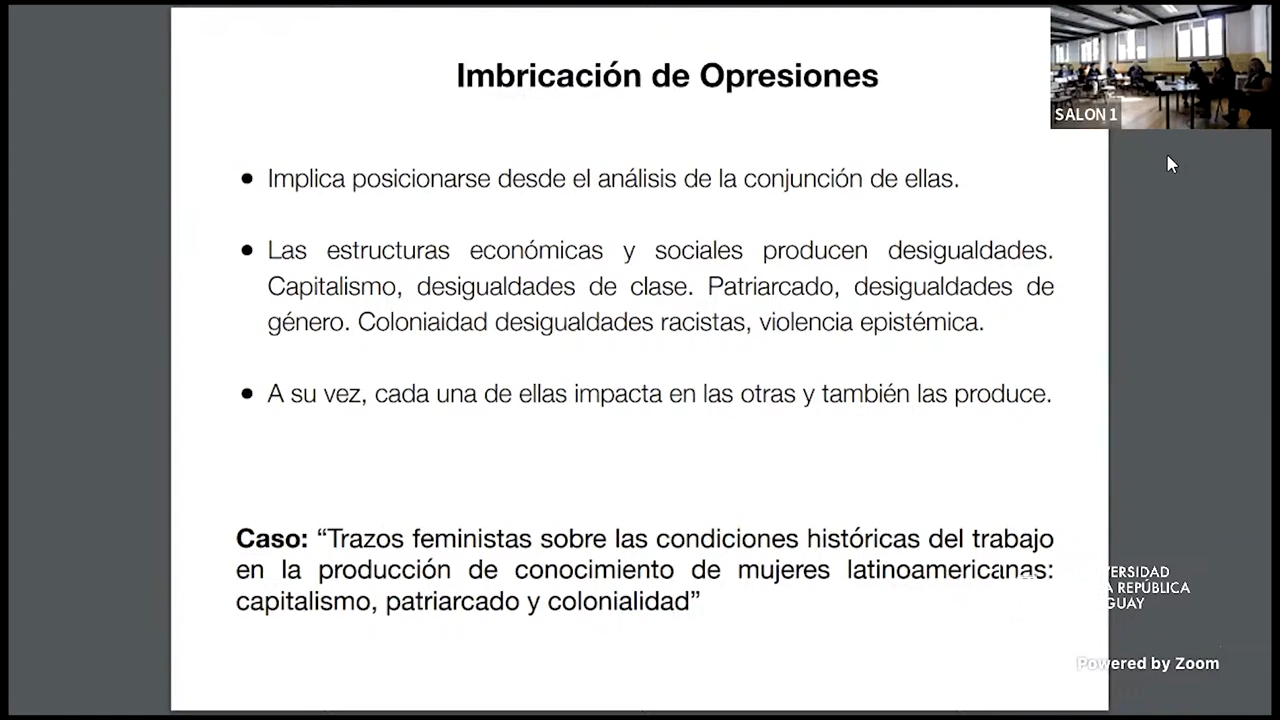 Imbricación de Opresiones
SALON 1
● Implica posicionarse desde el análisis de la conjunción de ellas.
● Las estructuras económicas y sociales producen desigualdades.
Capitalismo, desigualdades de clase. Patriarcado, desigualdades de
género. Coloniaidad desigualdades racistas, violencia epistémica.
● A su vez, cada una de ellas impacta en las otras y también las produce.
Caso: “Trazos feministas sobre las condiciones históricas del trabajo
en la producción de conocimiento de mujeres latinoamericanas:
capitalismo, patriarcado y colonialidad”
VERSIDAD
A REPÚBLICA
GUAY
Powered by Zoom